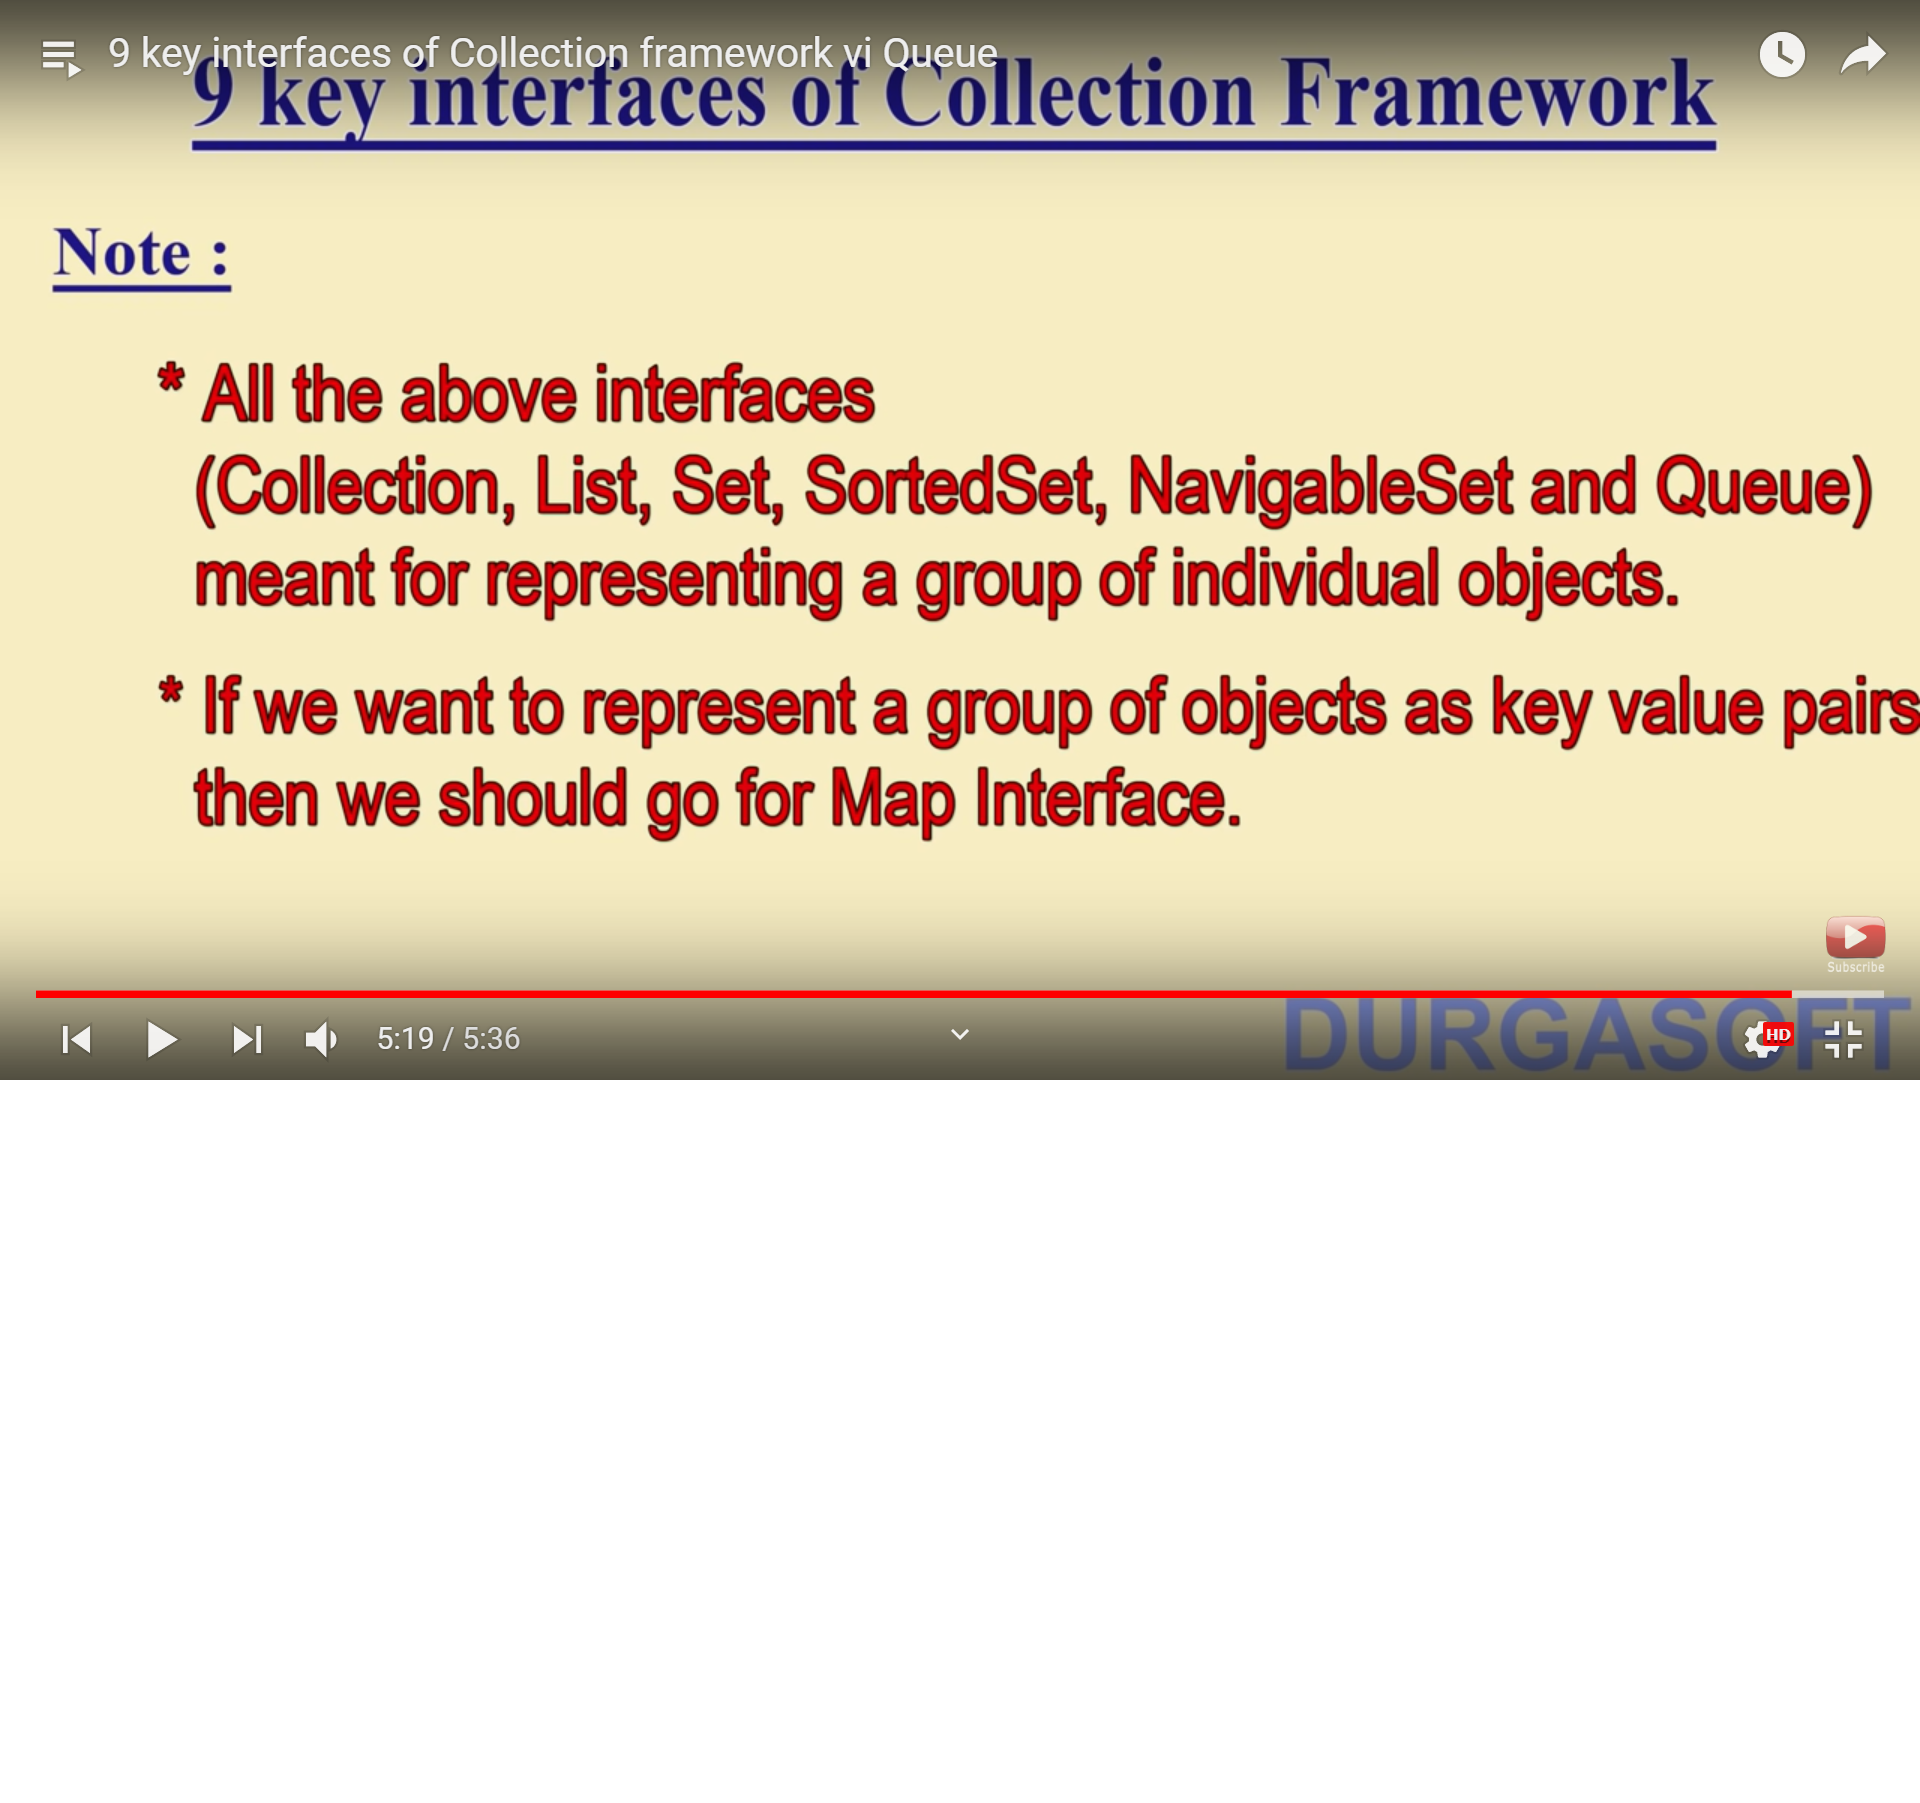 9 key interfaces of Collection framework vi Queue
9 key interfaces of Collection Framework
Note :
* All the above interfaces
(Collection, List, Set, SortedSet, NavigableSet and Queue)
meant for representing a group of individual objects.
* If we want to represent a group of objects as key value pairs
then we should go for Map Interface.
Subscribe
DURGASOFT
5:19 / 5:36
HD